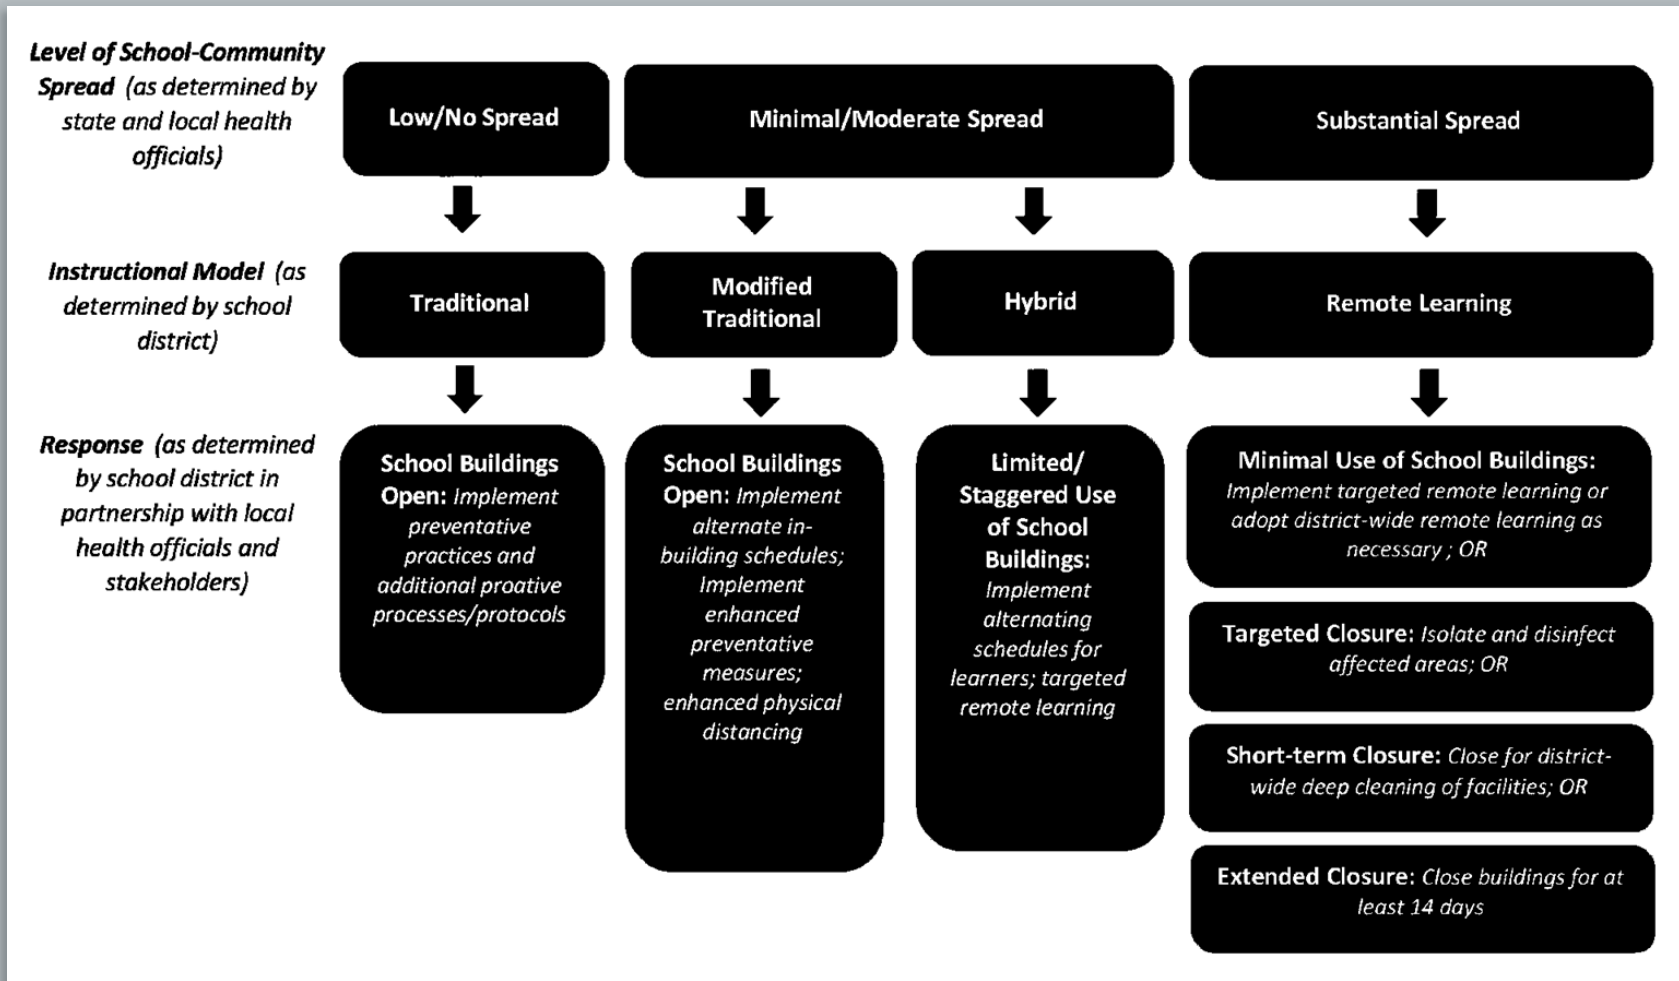 Level of School-Community
Spread (as determined by
state and local health
officials)
Low/No Spread
Minimal/Moderate Spread
Substantial Spread
Instructional Model (as
determined by school
district)
Traditional
Modified
Traditional
Hybrid
Remote Learning
Response (as determined
by school district in
partnership with local
health officials and
stakeholders)
School Buildings
Open: Implement
preventative
practices and
additional proative
processes/protocols
School Buildings
Open: Implement
alternate in-
building schedules;
Implement
enhanced
preventative
measures;
enhanced physical
distancing
Limited/
Staggered Use
of School
Buildings:
Implement
alternating
schedules for
learners; targeted
remote learning
Minimal Use of School Buildings:
Implement targeted remote learning or
adopt district-wide remote learning as
necessary ; OR
Targeted Closure: Isolate and disinfect
affected areas; OR
Short-term Closure: Close for district-
wide deep cleaning of facilities; OR
Extended Closure: Close buildings for at
least 14 days